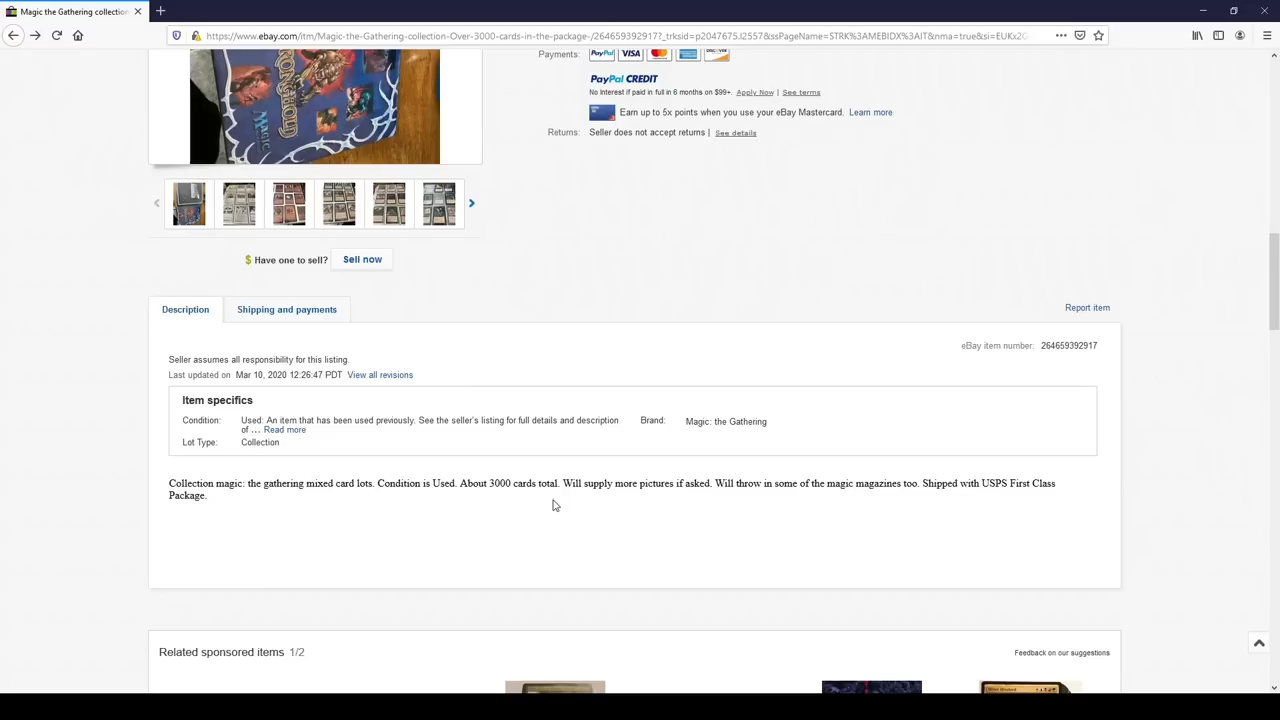 Magic the Gathering collection
https://www.ebay.com/itm/Magic-the-Gathering-collection-Over-3000-cards-in-the-package-/264659392917?_trksid=p2047675.l2557&ssPageName=STRK%3AMEBIDX%3AIT&nma=true&si=EUKx2G
Payments: PayPal VISA
PayPal CREDIT
No Interest if paid in full in 6 months on $99+. Apply Now | See terms
Earn up to 5x points when you use your eBay Mastercard. Learn more
Returns: Seller does not accept returns | See details
STRONGHOLD
MAGIC
$ Have one to sell? Sell now
Description Shipping and payments Report item
eBay item number: 264659392917
Seller assumes all responsibility for this listing.
Last updated on Mar 10, 2020 12:26:47 PDT View all revisions
Item specifics
Condition: Used: An item that has been used previously. See the seller's listing for full details and description Brand: Magic: the Gathering
of ... Read more
Lot Type: Collection
Collection magic: the gathering mixed card lots. Condition is Used. About 3000 cards total. Will supply more pictures if asked. Will throw in some of the magic magazines too. Shipped with USPS First Class
Package.
Related sponsored items 1/2 Feedback on our suggestions